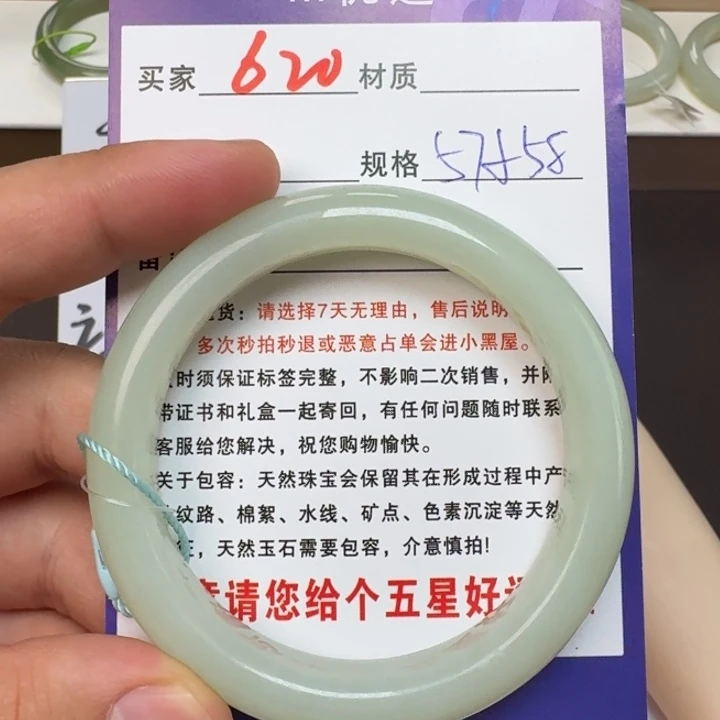 买家 620 材质
规格 57+58
货：请选择7天无理由，售后说明
多次秒拍秒退或恶意占单会进小黑屋。
时须保证标签完整，不影响二次销售，并附
带证书和礼盒一起寄回，有任何问题随时联系
客服给您解决，祝您购物愉快。
关于包容：天然珠宝会保留其在形成过程中产
纹路、棉絮、水线、矿点、色素沉淀等天然
征，天然玉石需要包容，介意慎拍！
请您给个五星好